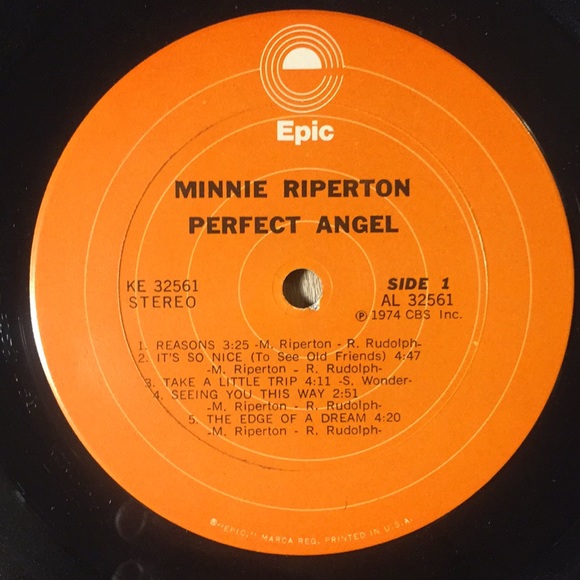 Epic
MINNIE RIPERTON
PERFECT ANGEL
KE 32561
STEREO
SIDE 1
AL 32561
Ⓟ 1974 CBS Inc.
1. REASONS 3:25 -M. Riperton - R. Rudolph-
2. IT'S SO NICE (To See Old Friends) 4:47
-M. Riperton - R. Rudolph-
3. TAKE A LITTLE TRIP 4:11 -S. Wonder-
4. SEEING YOU THIS WAY 2:51
-M. Riperton - R. Rudolph-
5. THE EDGE OF A DREAM 4:20
-M. Riperton - R. Rudolph-
®"EPIC," MARCA REG. PRINTED IN U.S.A.